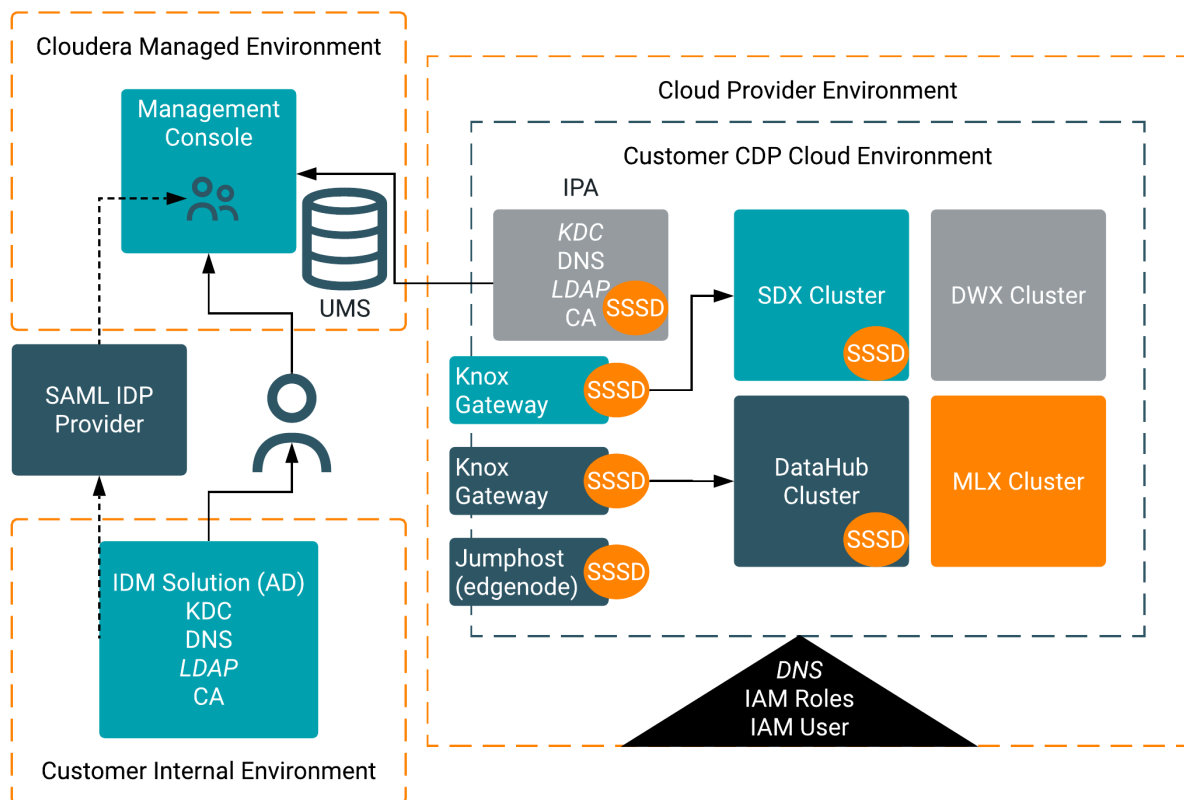 Cloudera Managed Environment
Management
Console
UMS
SAML IDP
Provider
IDM Solution (AD)
KDC
DNS
LDAP
CA
Customer Internal Environment
Cloud Provider Environment
Customer CDP Cloud Environment
IPA
KDC
DNS
LDAP
CA
SSSD
Knox
Gateway
SSSD
Knox
Gateway
SSSD
Jumphost
(edgenode)
SSSD
SDX Cluster
SSSD
DWX Cluster
DataHub
Cluster
SSSD
MLX Cluster
DNS
IAM Roles
IAM User